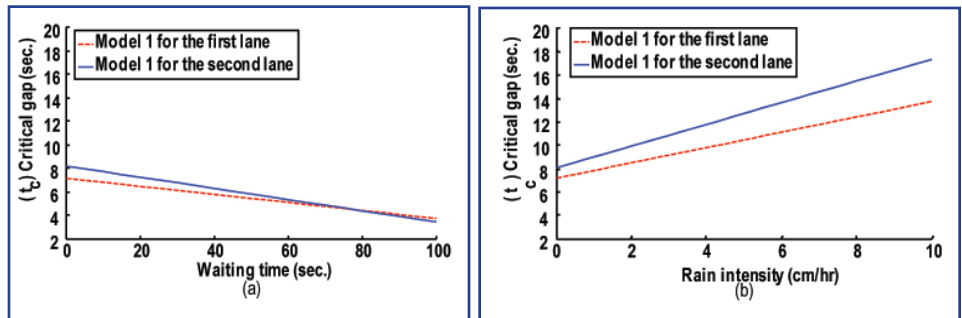 20
18
16
14
12
10
8
6
4
2
(t_c) Critical gap (sec.)
Model 1 for the first lane
Model 1 for the second lane
0 20 40 60 80 100
Waiting time (sec.)
(a)
20
18
16
14
12
10
8
6
4
2
(t_c) Critical gap (sec.)
Model 1 for the first lane
Model 1 for the second lane
0 2 4 6 8 10
Rain intensity (cm/hr)
(b)